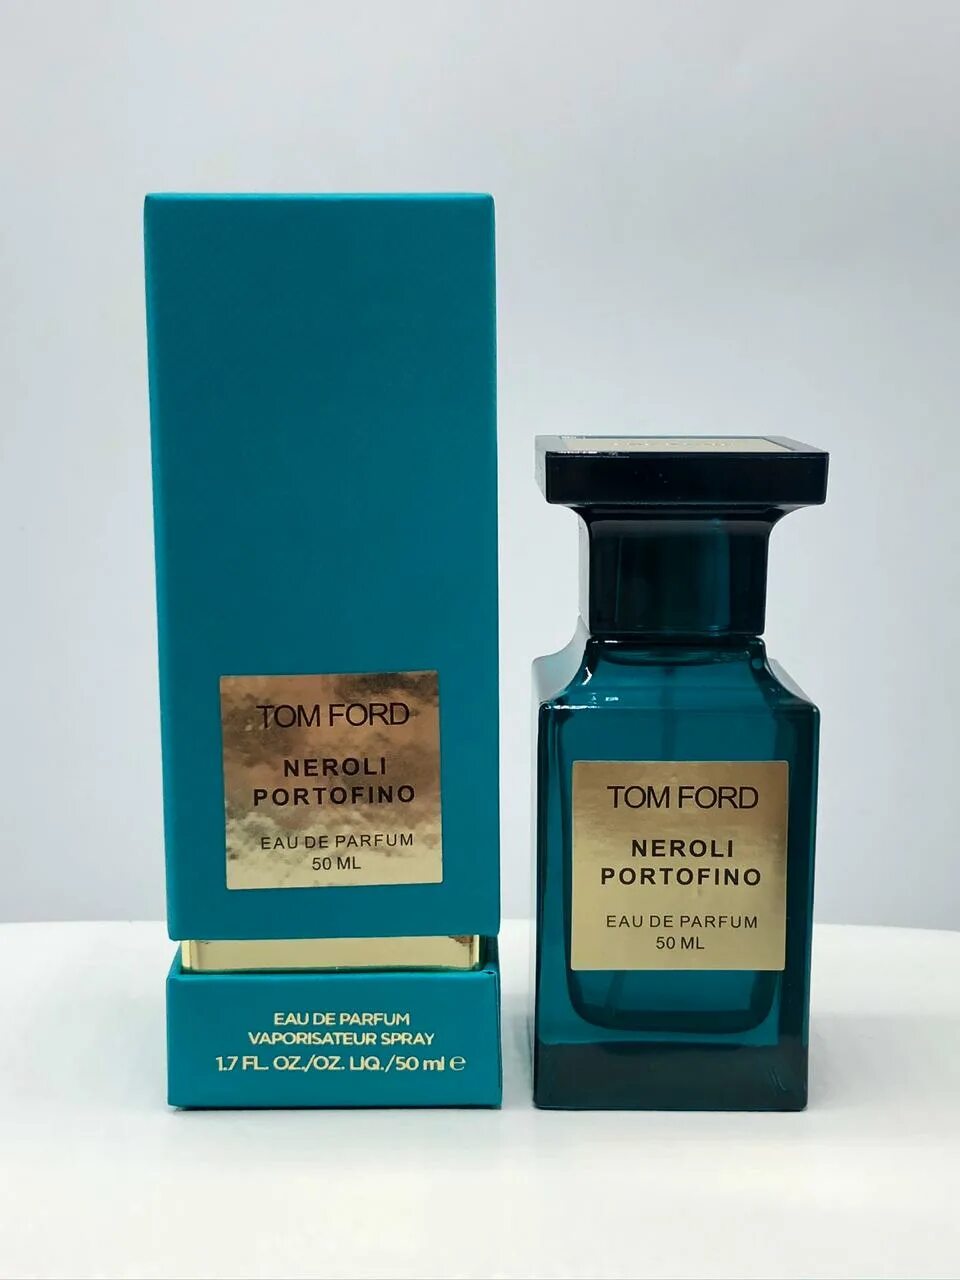 TOM FORD
NEROLI
PORTOFINO
EAU DE PARFUM
50 ML
EAU DE PARFUM
VAPORISATEUR SPRAY
1.7 FL. OZ./OZ. LIQ./50 ml e
TOM FORD
NEROLI
PORTOFINO
EAU DE PARFUM
50 ML